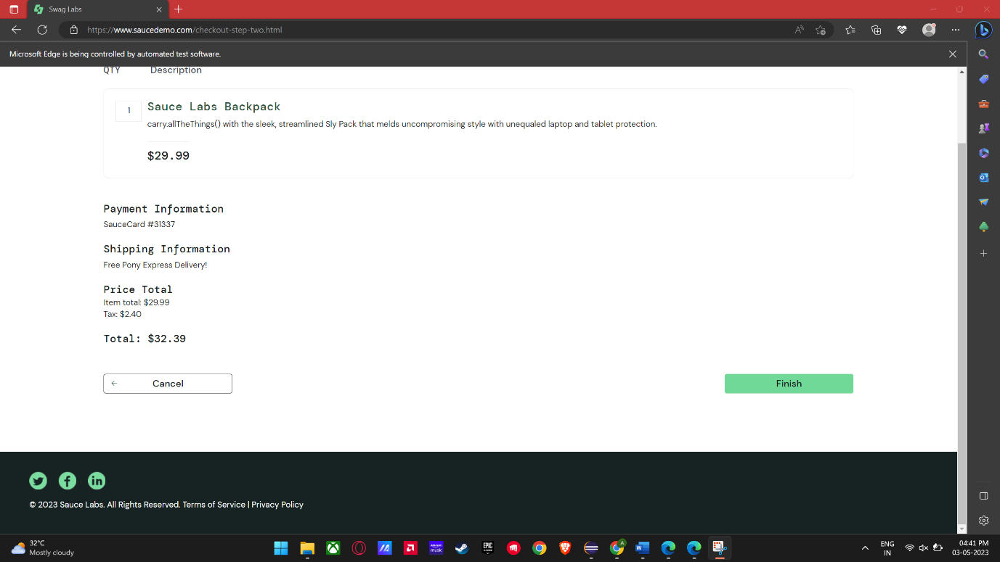 Swag Labs
https://www.saucedemo.com/checkout-step-two.html
Microsoft Edge is being controlled by automated test software.
QTY Description
1 Sauce Labs Backpack
carry.allTheThings() with the sleek, streamlined Sly Pack that melds uncompromising style with unequaled laptop and tablet protection.
$29.99
Payment Information
SauceCard #31337
Shipping Information
Free Pony Express Delivery!
Price Total
Item total: $29.99
Tax: $2.40
Total: $32.39
Cancel
Finish
© 2023 Sauce Labs. All Rights Reserved. Terms of Service | Privacy Policy
32°C
Mostly cloudy
ENG
IN
04:41 PM
03-05-2023